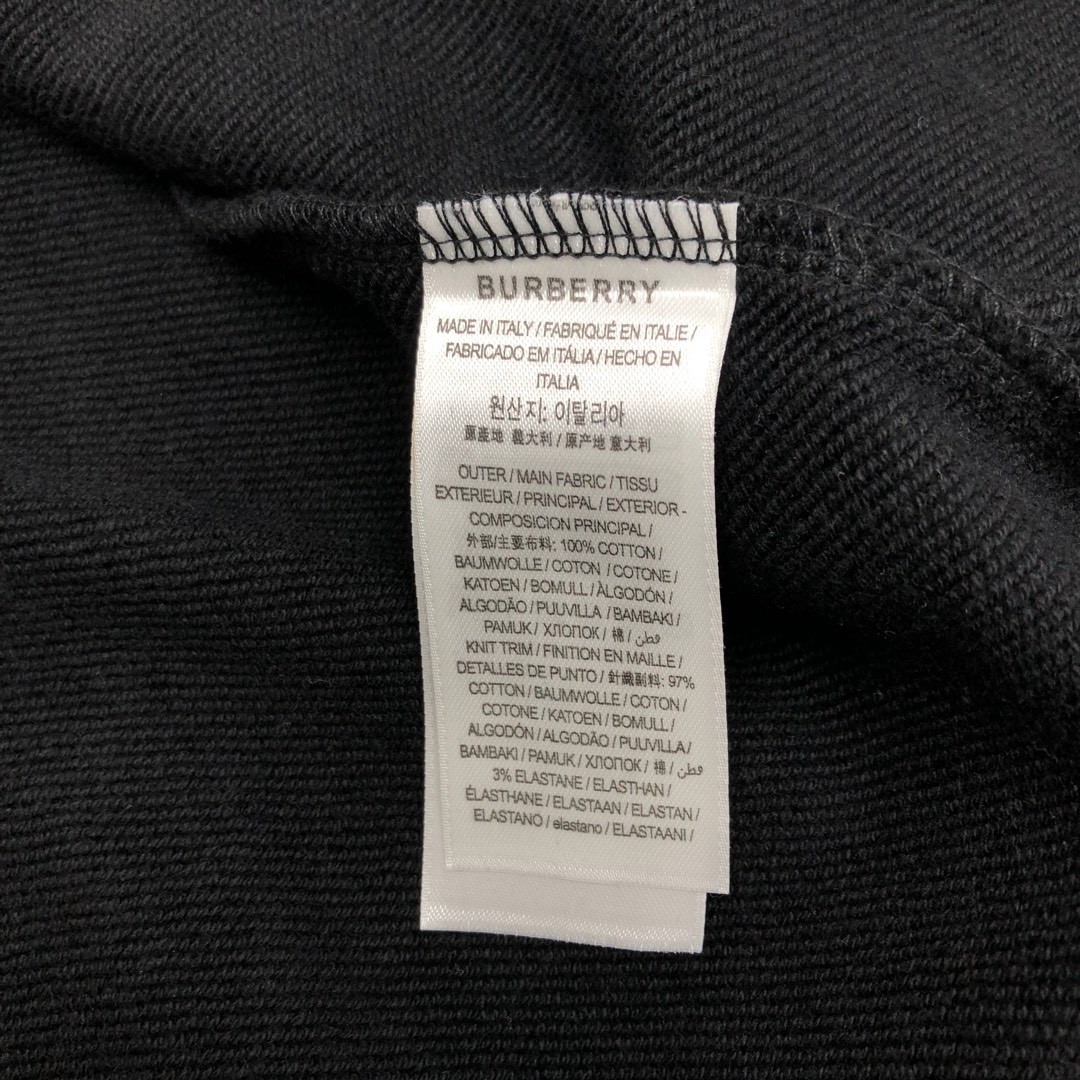 BURBERRY
MADE IN ITALY / FABRIQUÉ EN ITALIE /
FABRICADO EM ITÁLIA / HECHO EN
ITALIA
원산지: 이탈리아
原產地 義大利 / 原产地 意大利
OUTER / MAIN FABRIC / TISSU
EXTERIEUR / PRINCIPAL / EXTERIOR -
COMPOSICION PRINCIPAL /
外部/主要布料: 100% COTTON /
BAUMWOLLE / COTON / COTONE /
KATOEN / BOMULL / ÀLGODÓN /
ALGODÃO / PUUVILLA / BAMBAKI /
PAMUK / ХЛОПОК / 棉 / قطن
KNIT TRIM / FINITION EN MAILLE /
DETALLES DE PUNTO / 針織副料: 97%
COTTON / BAUMWOLLE / COTON /
COTONE / KATOEN / BOMULL /
ALGODÓN / ALGODÃO / PUUVILLA /
BAMBAKI / PAMUK / ХЛОПОК / 棉 / قطن
3% ELASTANE / ELASTHAN /
ÉLASTHANE / ELASTAAN / ELASTAN /
ELASTANO / elastano / ELASTAANI /